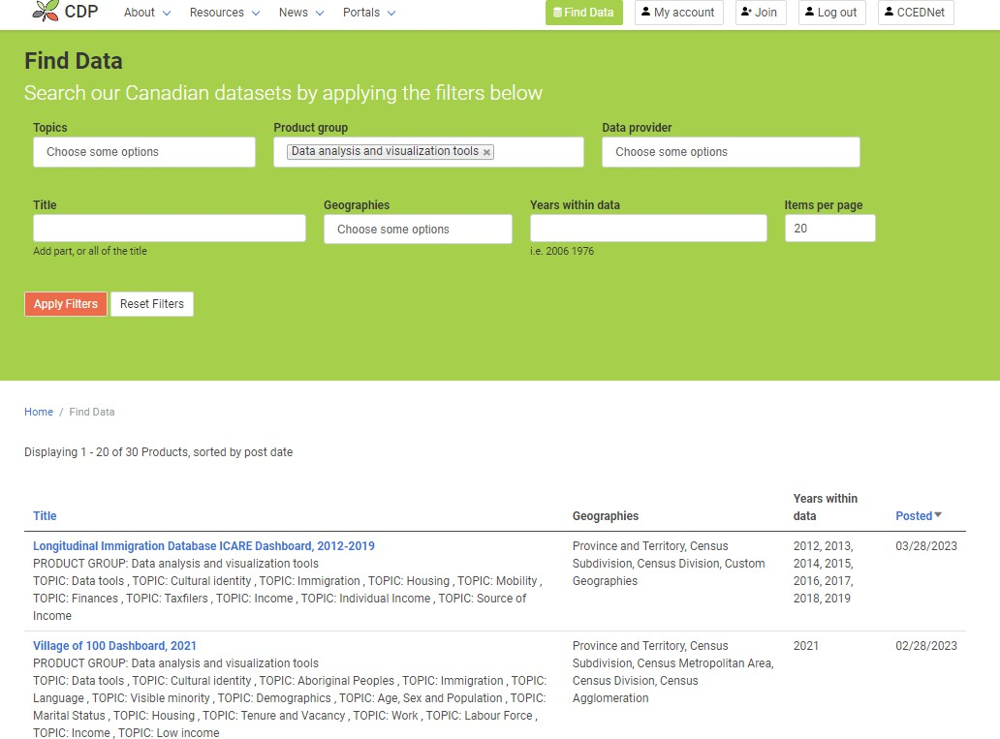 CDP About Resources News Portals Find Data My account Join Log out CCEDNet
Find Data
Search our Canadian datasets by applying the filters below
Topics Product group Data provider
Choose some options Data analysis and visualization tools × Choose some options
Title Geographies Years within data Items per page
Choose some options 20
Add part, or all of the title i.e. 2006 1976
Apply Filters Reset Filters
Home / Find Data
Displaying 1 - 20 of 30 Products, sorted by post date
Years within
Title Geographies data Posted
Longitudinal Immigration Database ICARE Dashboard, 2012-2019 Province and Territory, Census 2012, 2013, 03/28/2023
PRODUCT GROUP: Data analysis and visualization tools Subdivision, Census Division, Custom 2014, 2015,
TOPIC: Data tools , TOPIC: Cultural identity , TOPIC: Immigration , TOPIC: Housing , TOPIC: Mobility , Geographies 2016, 2017,
TOPIC: Finances , TOPIC: Taxfilers , TOPIC: Income , TOPIC: Individual Income , TOPIC: Source of 2018, 2019
Income
Village of 100 Dashboard, 2021 Province and Territory, Census 2021 02/28/2023
PRODUCT GROUP: Data analysis and visualization tools Subdivision, Census Metropolitan Area,
TOPIC: Data tools , TOPIC: Cultural identity , TOPIC: Aboriginal Peoples , TOPIC: Immigration , TOPIC: Census Division, Census
Language , TOPIC: Visible minority , TOPIC: Demographics , TOPIC: Age, Sex and Population , TOPIC: Agglomeration
Marital Status , TOPIC: Housing , TOPIC: Tenure and Vacancy , TOPIC: Work , TOPIC: Labour Force ,
TOPIC: Income , TOPIC: Low income